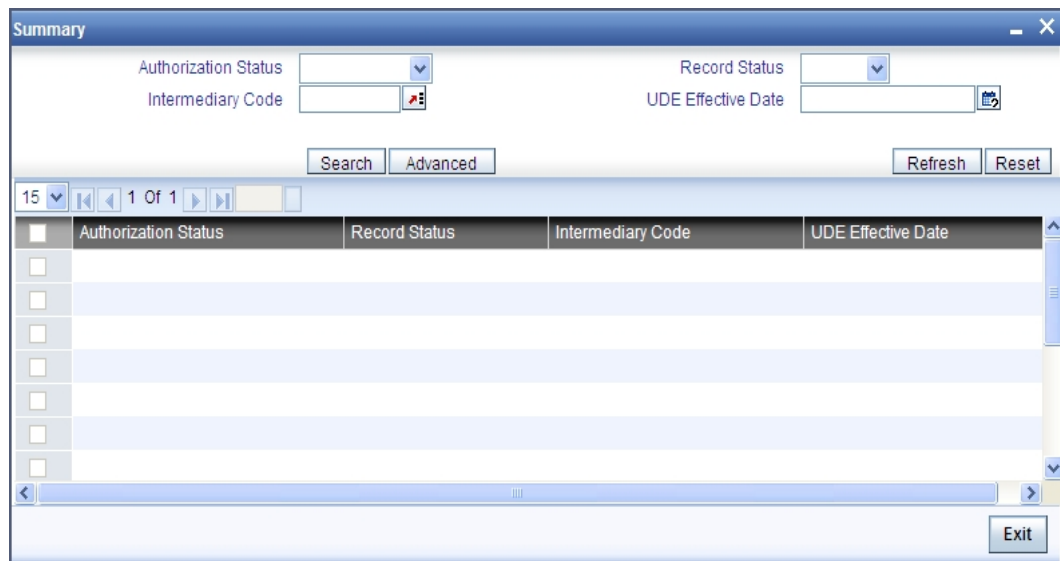 Summary
Authorization Status Record Status
Intermediary Code UDE Effective Date
Search Advanced Refresh Reset
15 1 Of 1
Authorization Status Record Status Intermediary Code UDE Effective Date
Exit